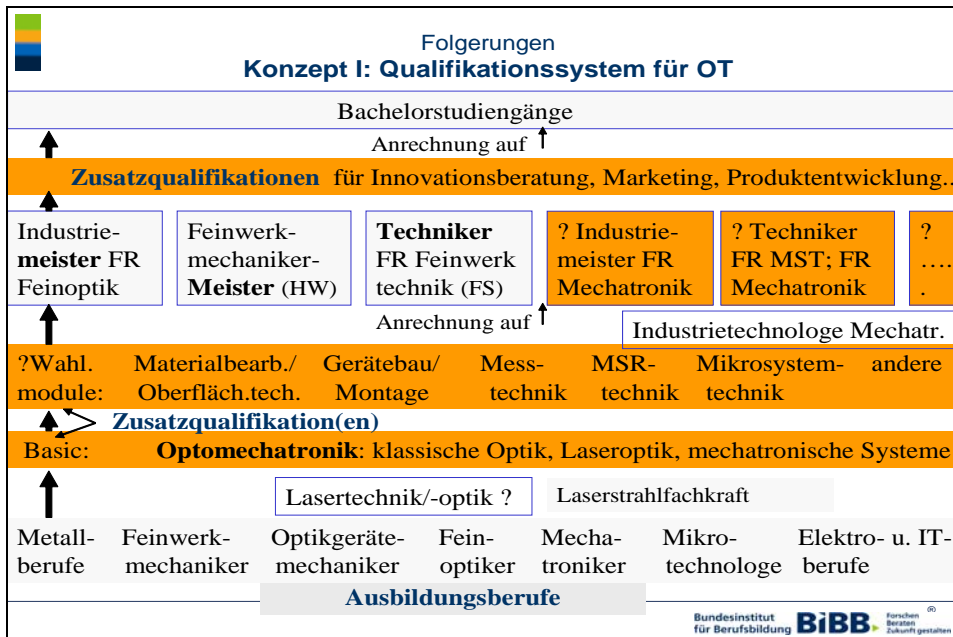 Folgerungen
Konzept I: Qualifikationssystem für OT
Bachelorstudiengänge
Anrechnung auf
Zusatzqualifikationen für Innovationsberatung, Marketing, Produktentwicklung..
Industrie-
meister FR
Feinoptik
Feinwerk-
mechaniker-
Meister (HW)
Techniker
FR Feinwerk
technik (FS)
? Industrie-
meister FR
Mechatronik
? Techniker
FR MST; FR
Mechatronik
?
….
.
Anrechnung auf
Industrietechnologe Mechatr.
?Wahl. Materialbearb./ Gerätebau/ Mess- MSR- Mikrosystem- andere
module: Oberfläch.tech. Montage technik technik technik
Zusatzqualifikation(en)
Basic: Optomechatronik: klassische Optik, Laseroptik, mechatronische Systeme
Lasertechnik/-optik ?
Laserstrahlfachkraft
Metall- Feinwerk- Optikgeräte- Fein- Mecha- Mikro- Elektro- u. IT-
berufe mechaniker mechaniker optiker troniker technologe berufe
Ausbildungsberufe
Bundesinstitut
für Berufsbildung
BiBB
Forschen
Beraten
Zukunft gestalten
®